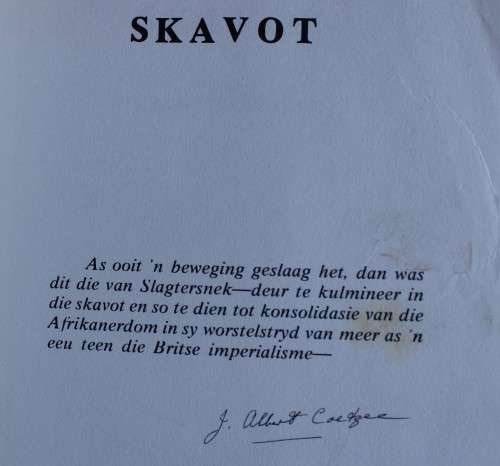 SKAVOT
As ooit 'n beweging geslaag het, dan was
dit die van Slagtersnek—deur te kulmineer in
die skavot en so te dien tot konsolidasie van die
Afrikanerdom in sy worstelstryd van meer as 'n
eeu teen die Britse imperialisme—
J. Albert Coetzee